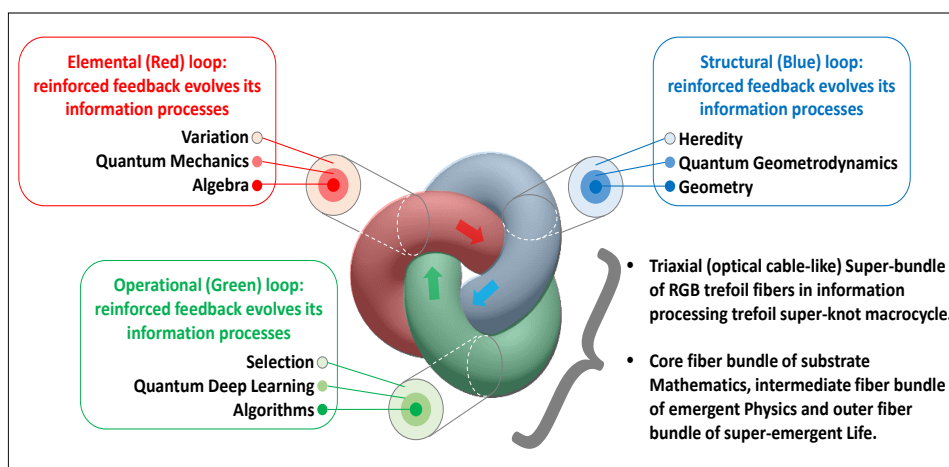 Elemental (Red) loop:
reinforced feedback evolves its
information processes
Variation
Quantum Mechanics
Algebra
Structural (Blue) loop:
reinforced feedback evolves its
information processes
Heredity
Quantum Geometrodynamics
Geometry
Operational (Green) loop:
reinforced feedback evolves its
information processes
Selection
Quantum Deep Learning
Algorithms
• Triaxial (optical cable-like) Super-bundle
of RGB trefoil fibers in information
processing trefoil super-knot macrocycle.
• Core fiber bundle of substrate
Mathematics, intermediate fiber bundle
of emergent Physics and outer fiber
bundle of super-emergent Life.